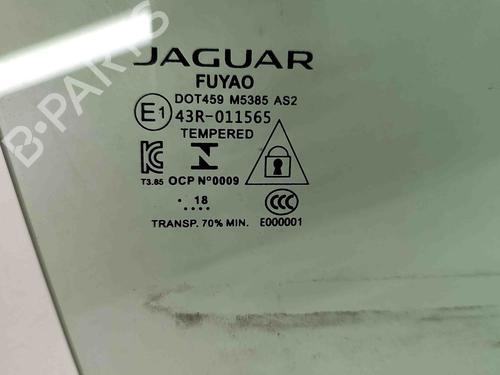 JAGUAR
FUYAO
DOT459 M5385 AS2
E1 43R-011565
TEMPERED
T3.85 OCP N°0009
.. 18
....
TRANSP. 70% MIN. E000001
CCC
B-Parts